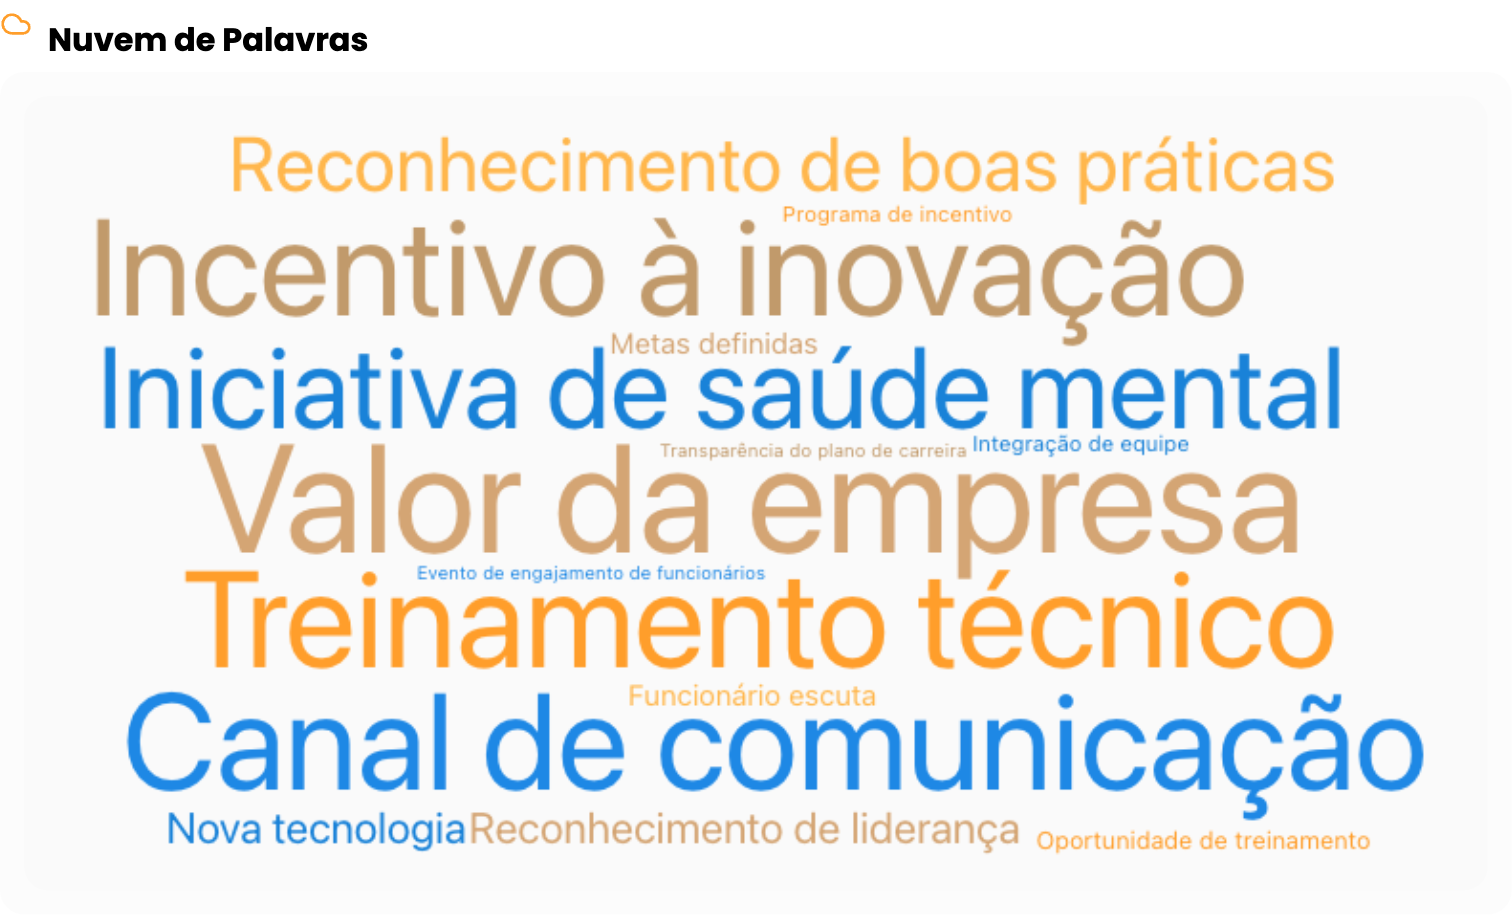 Nuvem de Palavras
Reconhecimento de boas práticas
Programa de incentivo
Incentivo à inovação
Metas definidas
Iniciativa de saúde mental
Transparência do plano de carreira
Integração de equipe
Valor da empresa
Evento de engajamento de funcionários
Treinamento técnico
Funcionário escuta
Canal de comunicação
Nova tecnologia
Reconhecimento de liderança
Oportunidade de treinamento